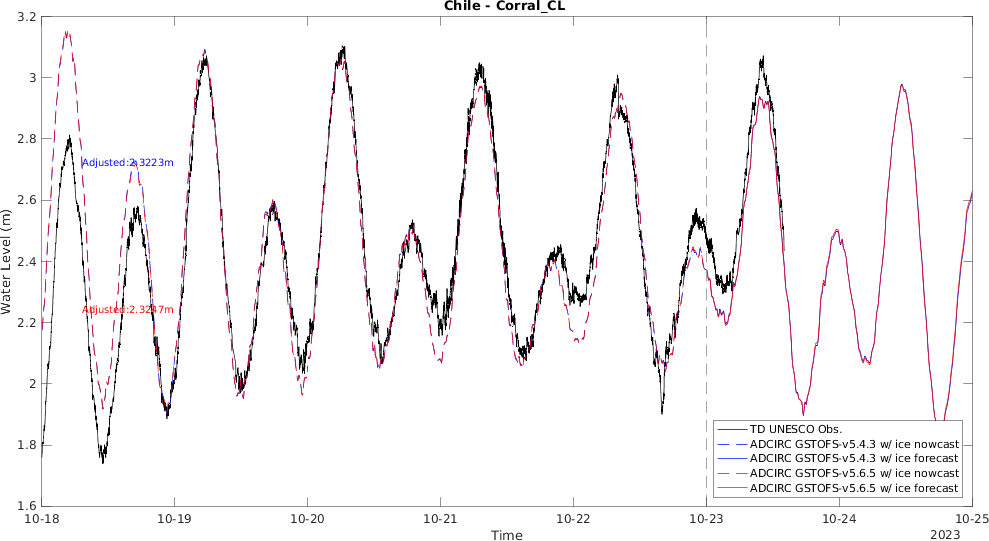 Chile - Corral_CL
3.2
3
2.8
2.6
2.4
2.2
2
1.8
1.6
Water Level (m)
Adjusted:2.3223m
Adjusted:2.3247m
TD UNESCO Obs.
ADCIRC GSTOFS-v5.4.3 w/ ice nowcast
ADCIRC GSTOFS-v5.4.3 w/ ice forecast
ADCIRC GSTOFS-v5.6.5 w/ ice nowcast
ADCIRC GSTOFS-v5.6.5 w/ ice forecast
10-18 10-19 10-20 10-21 10-22 10-23 10-24 10-25
Time
2023